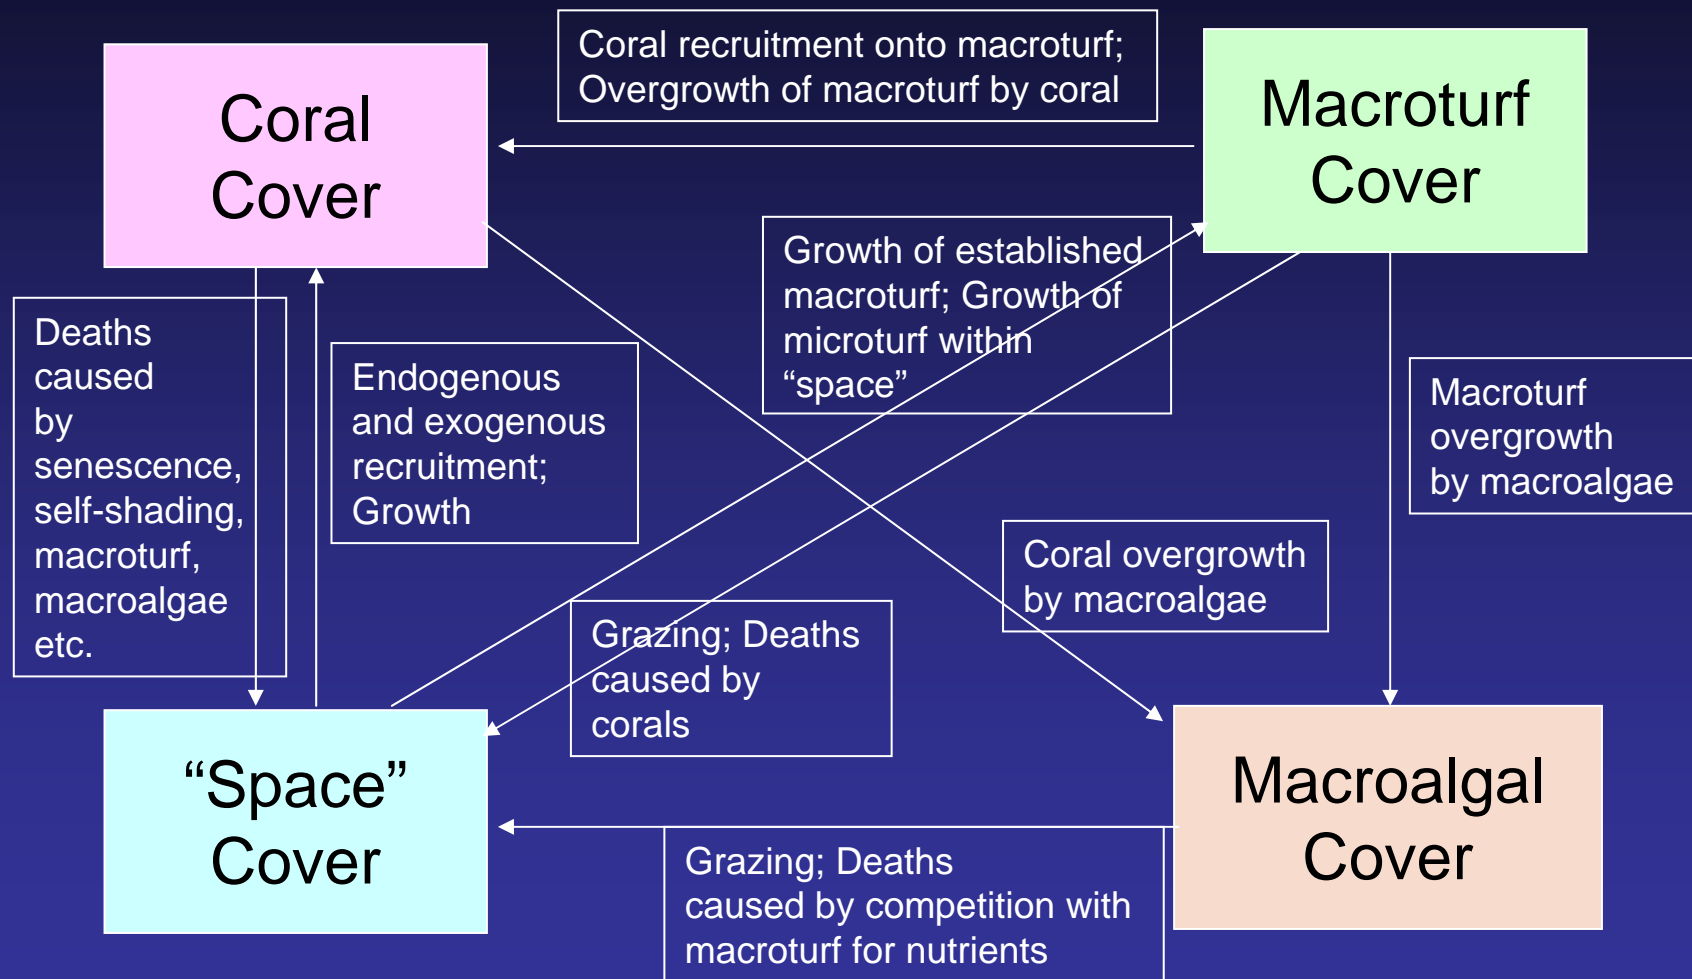 Coral recruitment onto macroturf;
Overgrowth of macroturf by coral
Coral
Cover
Macroturf
Cover
Growth of established
macroturf; Growth of
microturf within
“space”
Deaths
caused
by
senescence,
self-shading,
macroturf,
macroalgae
etc.
Endogenous
and exogenous
recruitment;
Growth
Macroturf
overgrowth
by macroalgae
Coral overgrowth
by macroalgae
Grazing; Deaths
caused by
corals
“Space”
Cover
Macroalgal
Cover
Grazing; Deaths
caused by competition with
macroturf for nutrients